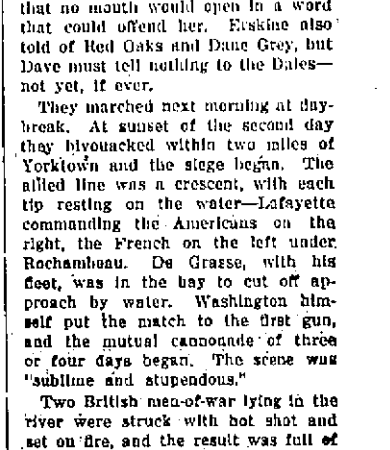 that no mouth would open in a word
that could offend her. Erskine also
told of Red Oaks and Dane Grey, but
Dave must tell nothing to the Dales—
not yet, if ever.
They marched next morning at day-
break. At sunset of the second day
they bivouacked within two miles of
Yorktown and the siege began. The
allied line was a crescent, with each
tip resting on the water—Lafayette
commanding the Americans on the
right, the French on the left under
Rochambeau. De Grasse, with his
fleet, was in the bay to cut off ap-
proach by water. Washington him-
self put the match to the first gun,
and the mutual cannonade of three
or four days began. The scene was
"sublime and stupendous."
Two British men-of-war lying in the
river were struck with hot shot and
set on fire, and the result was full of